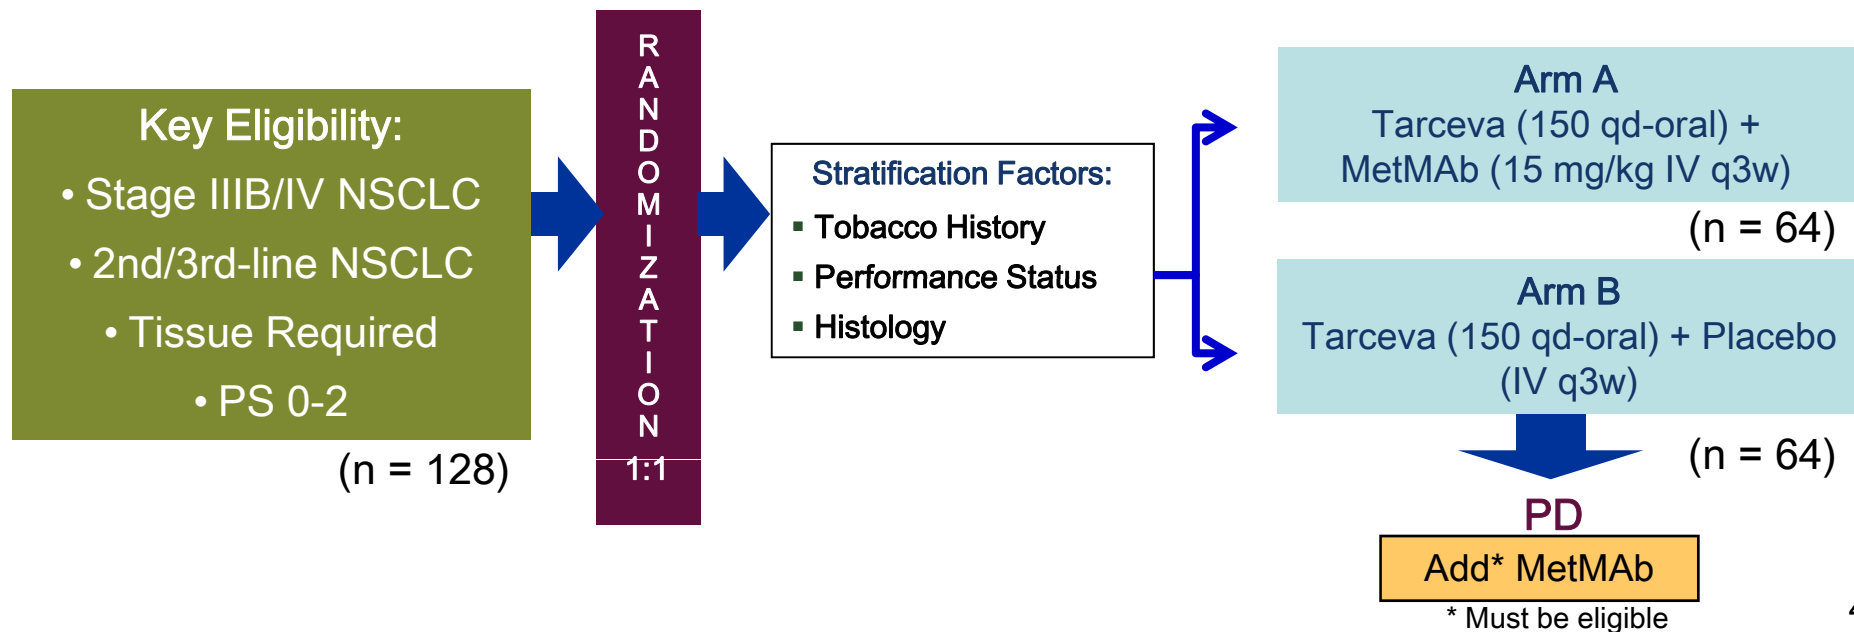 Key Eligibility:
• Stage IIIB/IV NSCLC
• 2nd/3rd-line NSCLC
• Tissue Required
• PS 0-2
(n = 128)
RANDOMIZATION
1:1
Stratification Factors:
▪ Tobacco History
▪ Performance Status
▪ Histology
Arm A
Tarceva (150 qd-oral) +
MetMAb (15 mg/kg IV q3w)
(n = 64)
Arm B
Tarceva (150 qd-oral) + Placebo
(IV q3w)
(n = 64)
PD
Add* MetMAb
* Must be eligible